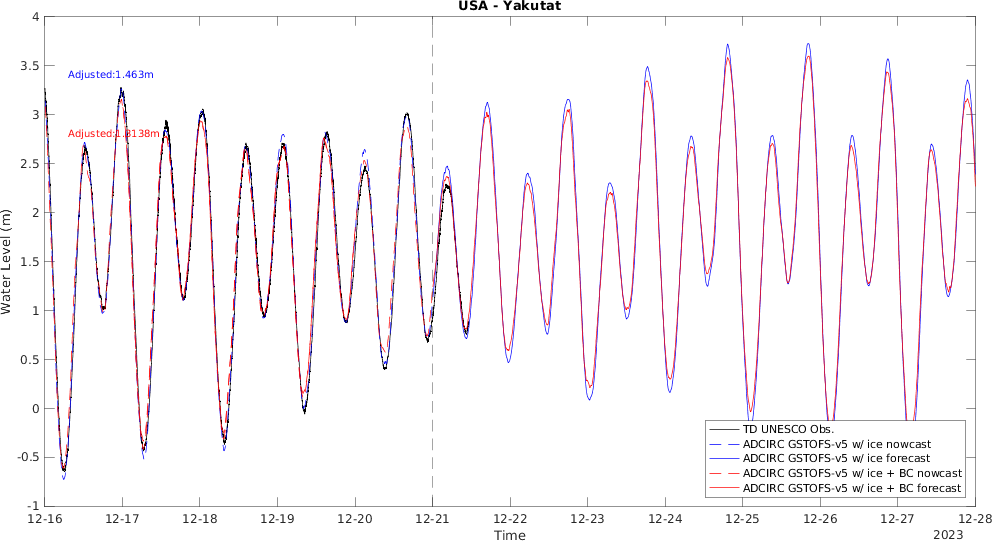 USA - Yakutat
Water Level (m)
4
3.5
3
2.5
2
1.5
1
0.5
0
-0.5
-1
Adjusted:1.463m
Adjusted:1.3138m
TD UNESCO Obs.
ADCIRC GSTOFS-v5 w/ ice nowcast
ADCIRC GSTOFS-v5 w/ ice forecast
ADCIRC GSTOFS-v5 w/ ice + BC nowcast
ADCIRC GSTOFS-v5 w/ ice + BC forecast
12-16 12-17 12-18 12-19 12-20 12-21 12-22 12-23 12-24 12-25 12-26 12-27 12-28
Time
2023